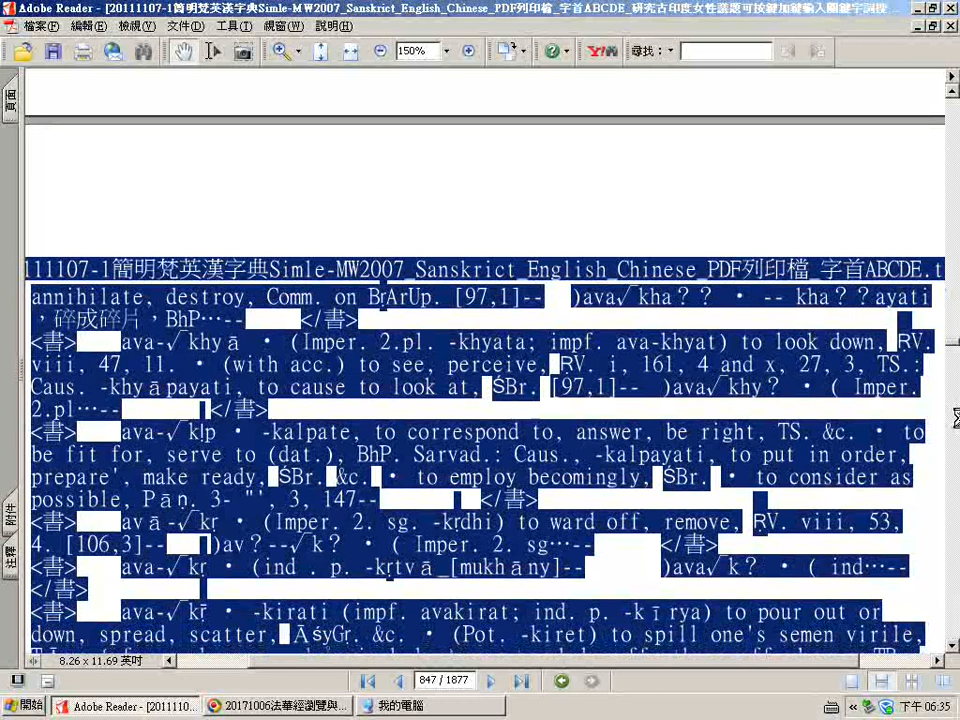 Adobe Reader - [20111107-1簡明梵英漢字典Simle-MW2007_Sanskrict_English_Chinese_PDF列印檔_字首ABCDE_研究古印度女性議題可按鍵加鍵輸入關鍵字詞搜...
檔案(F) 編輯(E) 檢視(V) 文件(D) 工具(T) 視窗(W) 說明(H)
150% Y! 尋找:
頁面
111107-1簡明梵英漢字典Simle-MW2007_Sanskrict_English_Chinese_PDF列印檔_字首ABCDE.t
annihilate, destroy, Comm. on BṛĀrUp. [97,1]-- )ava√kha?? • -- kha??ayati
，碎成碎片，BhP…-- </書>
<書> ava-√khyā • (Imper. 2.pl. -khyata; impf. ava-khyat) to look down, ṚV.
viii, 47, 11. • (with acc.) to see, perceive, ṚV. i, 161, 4 and x, 27, 3, TS.:
Caus. -khyāpayati, to cause to look at, ŚBr. [97,1]-- )ava√khy? • ( Imper.
2.pl…-- </書>
<書> ava-√kḷp • -kalpate, to correspond to, answer, be right, TS. &c. • to
be fit for, serve to (dat.), BhP. Sarvad.: Caus., -kalpayati, to put in order,
prepare', make ready, ŚBr. &c. • to employ becomingly, ŚBr. • to consider as
possible, Pāṇ. 3- "', 3, 147-- </書>
<書> avā-√kṛ • (Imper. 2. sg. -kṛdhi) to ward off, remove, ṚV. viii, 53,
4. [106,3]-- )av?--√k? • ( Imper. 2. sg…-- </書>
<書> ava-√kṛ • (ind . p. -kṛtvā_[mukhāny]-- )ava√k? • ( ind…--
</書>
<書> ava-√kṝ • -kirati (impf. avakirat; ind. p. -kīrya) to pour out or
down, spread, scatter, ĀśyGr. &c. • (Pot. -kiret) to spill one's semen virile,
附件
注釋
8.26 x 11.69 英吋
847 / 1877
開始 Adobe Reader - [2011110... 20171006法華經瀏覽與... 我的電腦 下午 06:35